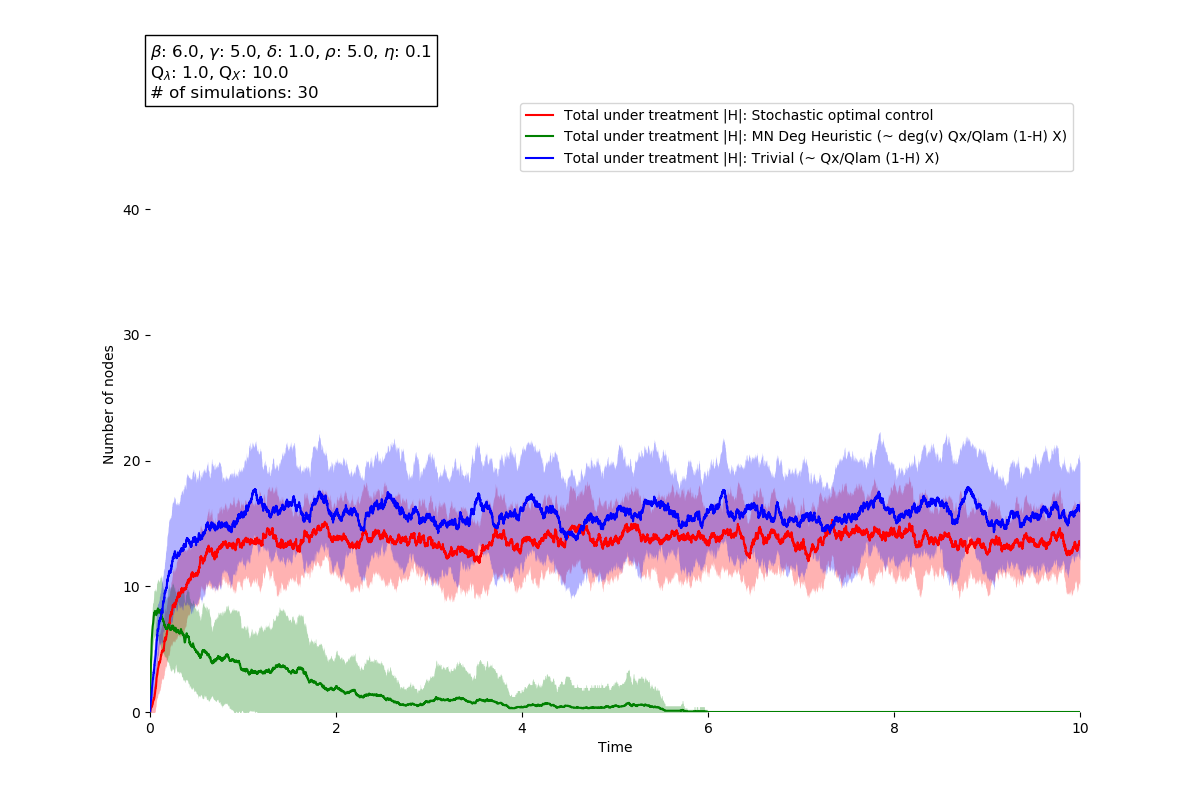 β: 6.0, γ: 5.0, δ: 1.0, ρ: 5.0, η: 0.1
Qλ: 1.0, QX: 10.0
# of simulations: 30
Total under treatment |H|: Stochastic optimal control
Total under treatment |H|: MN Deg Heuristic (~ deg(v) Qx/Qlam (1-H) X)
Total under treatment |H|: Trivial (~ Qx/Qlam (1-H) X)
40
30
20
10
0
Number of nodes
0 2 4 6 8 10
Time